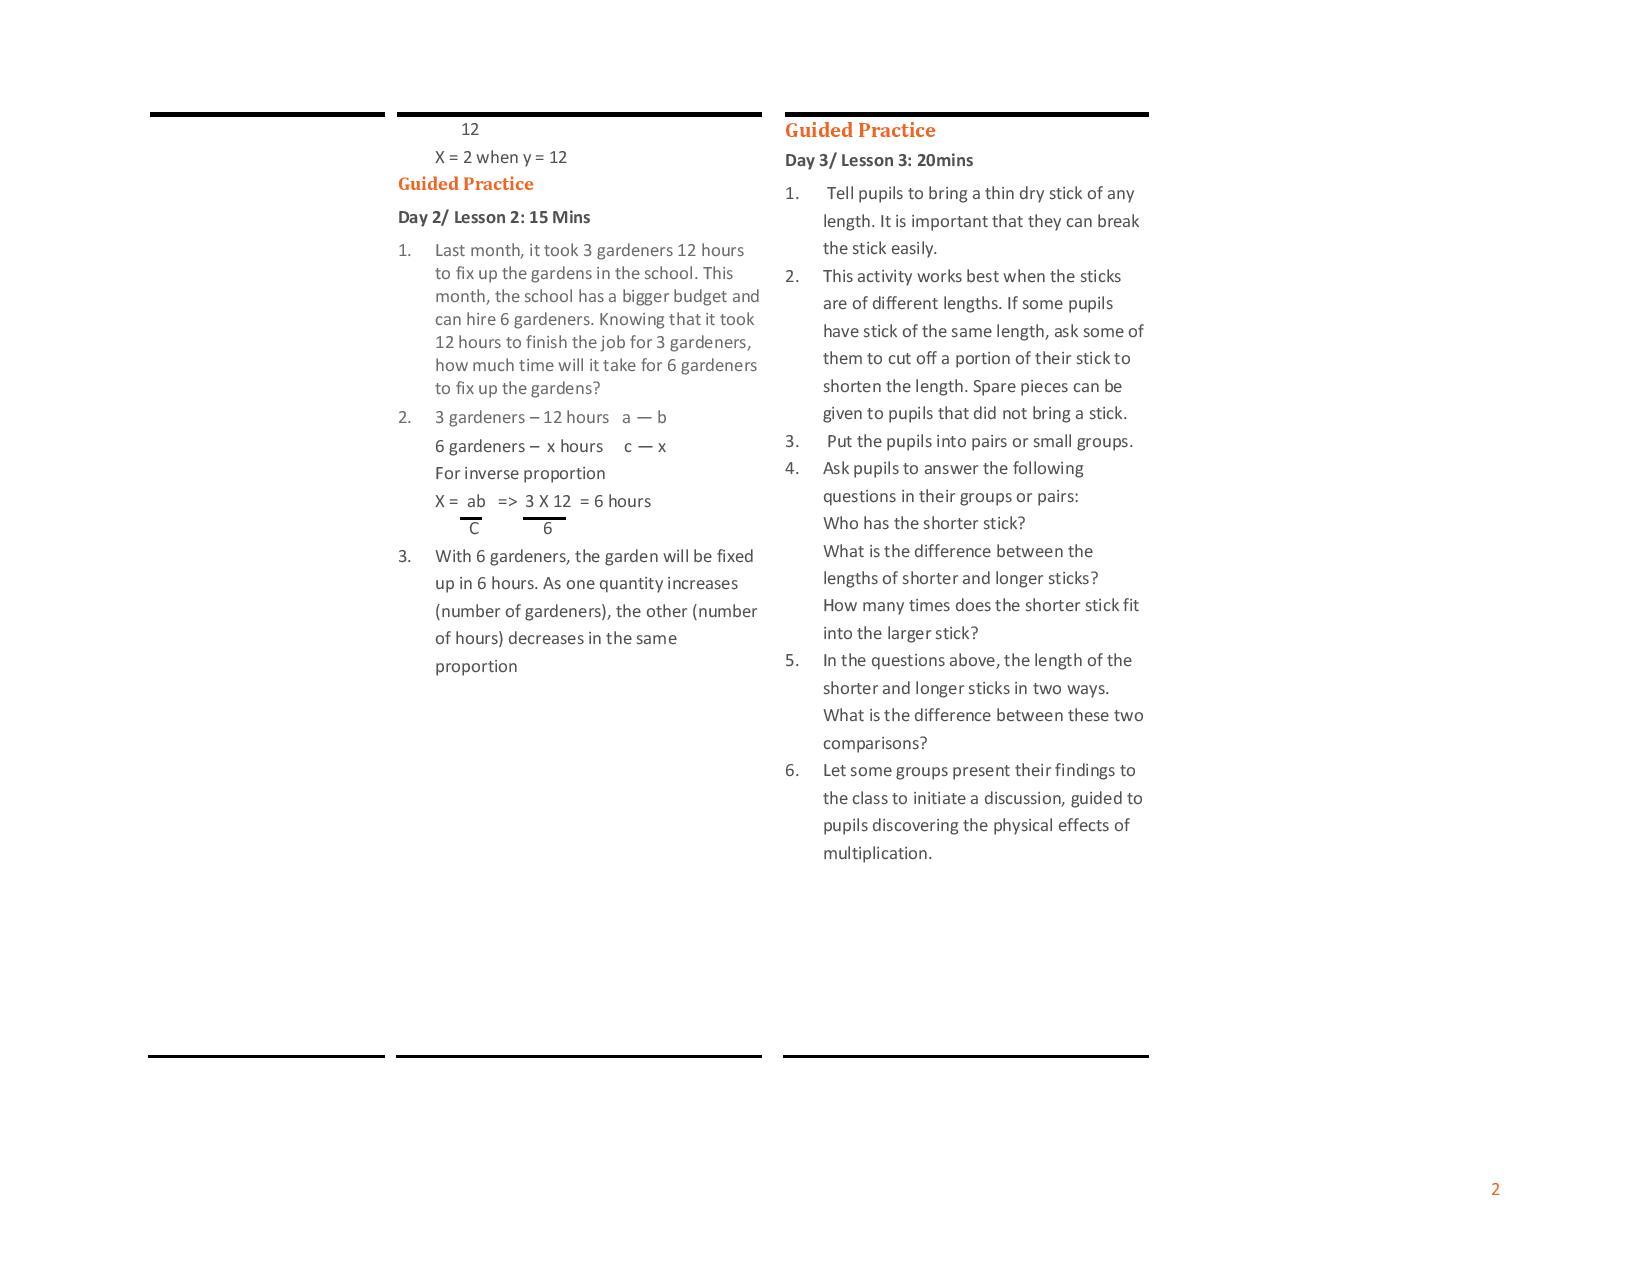 12
X = 2 when y = 12
Guided Practice
Day 2/ Lesson 2: 15 Mins
1. Last month, it took 3 gardeners 12 hours
to fix up the gardens in the school. This
month, the school has a bigger budget and
can hire 6 gardeners. Knowing that it took
12 hours to finish the job for 3 gardeners,
how much time will it take for 6 gardeners
to fix up the gardens?
2. 3 gardeners – 12 hours a — b
6 gardeners – x hours c — x
For inverse proportion
X = ab => 3 X 12 = 6 hours
C 6
3. With 6 gardeners, the garden will be fixed
up in 6 hours. As one quantity increases
(number of gardeners), the other (number
of hours) decreases in the same
proportion
Guided Practice
Day 3/ Lesson 3: 20mins
1. Tell pupils to bring a thin dry stick of any
length. It is important that they can break
the stick easily.
2. This activity works best when the sticks
are of different lengths. If some pupils
have stick of the same length, ask some of
them to cut off a portion of their stick to
shorten the length. Spare pieces can be
given to pupils that did not bring a stick.
3. Put the pupils into pairs or small groups.
4. Ask pupils to answer the following
questions in their groups or pairs:
Who has the shorter stick?
What is the difference between the
lengths of shorter and longer sticks?
How many times does the shorter stick fit
into the larger stick?
5. In the questions above, the length of the
shorter and longer sticks in two ways.
What is the difference between these two
comparisons?
6. Let some groups present their findings to
the class to initiate a discussion, guided to
pupils discovering the physical effects of
multiplication.
2